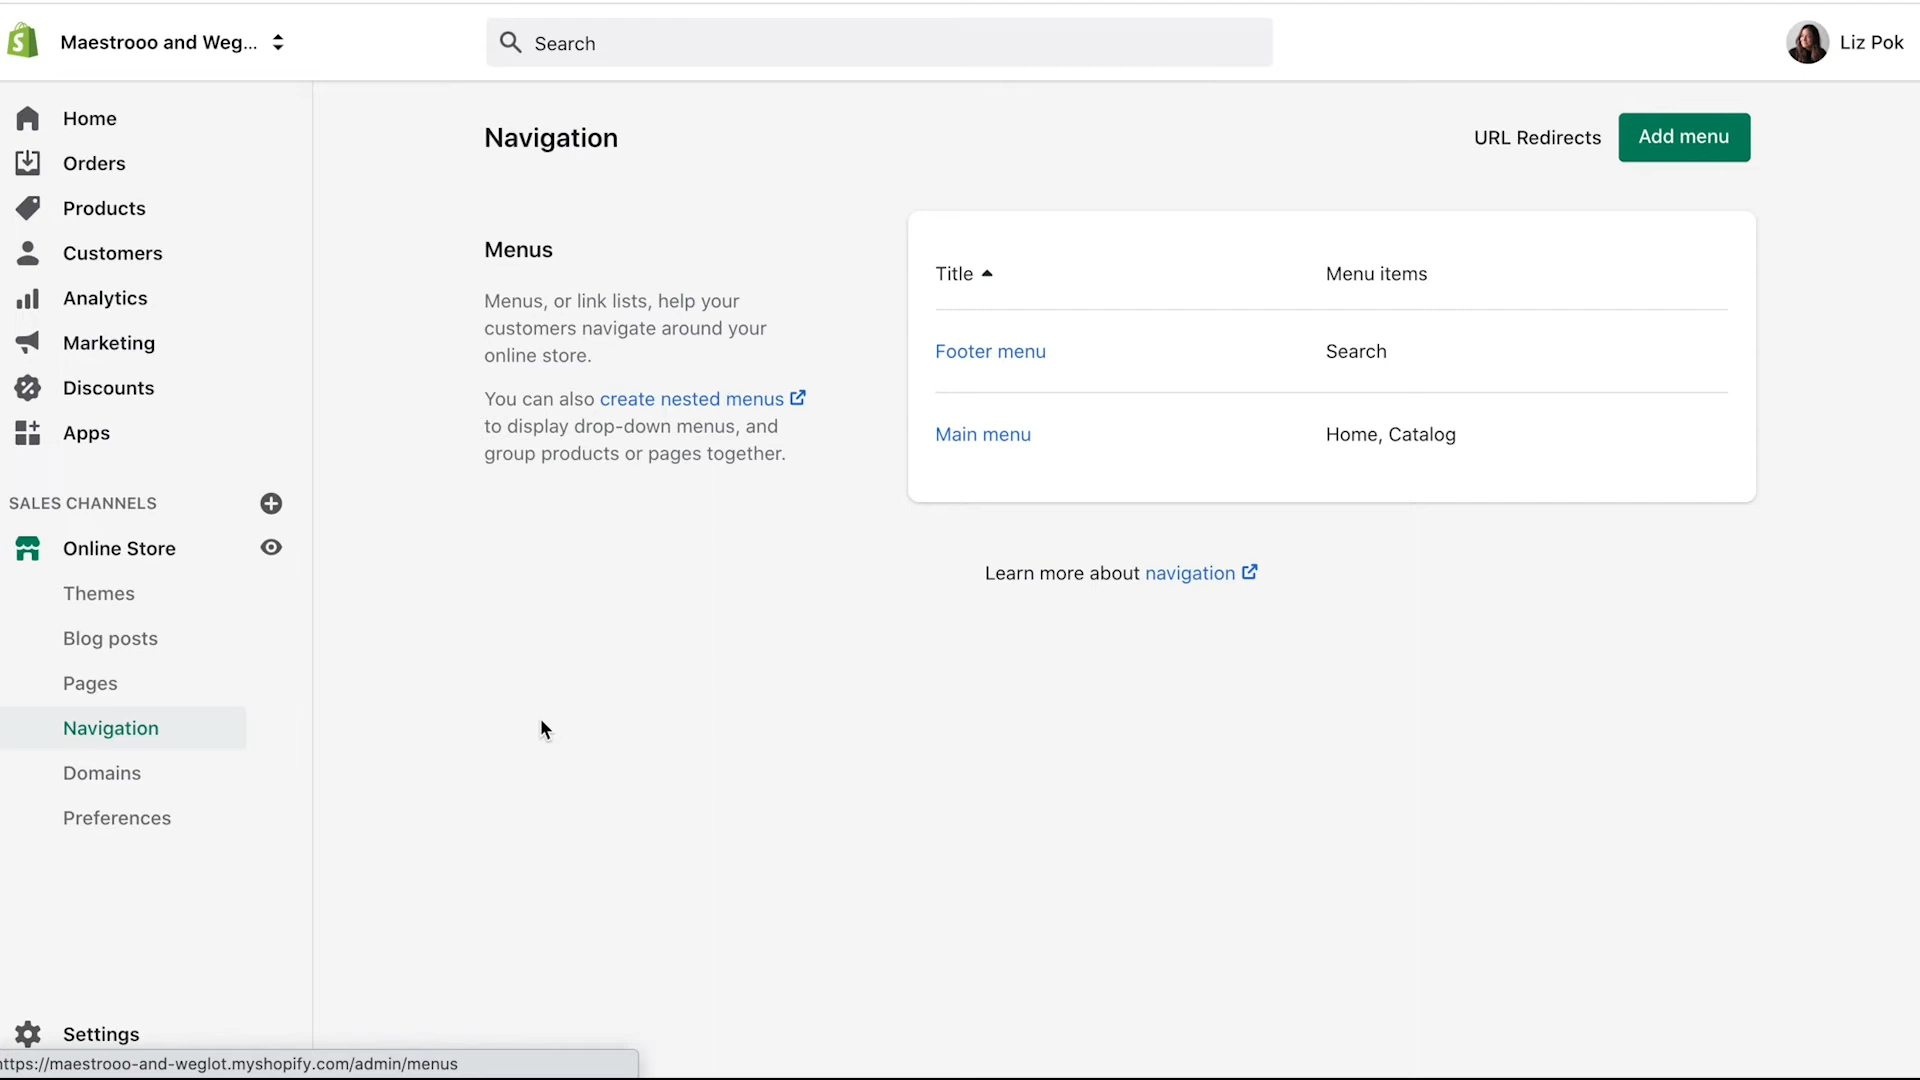 Maestrooo and Weg...
Search
Liz Pok
Home
Orders
Products
Customers
Analytics
Marketing
Discounts
Apps
SALES CHANNELS
Online Store
Themes
Blog posts
Pages
Navigation
Domains
Preferences
Settings
https://maestrooo-and-weglot.myshopify.com/admin/menus
Navigation
URL Redirects
Add menu
Menus
Menus, or link lists, help your
customers navigate around your
online store.
You can also create nested menus
to display drop-down menus, and
group products or pages together.
Title Menu items
Footer menu Search
Main menu Home, Catalog
Learn more about navigation